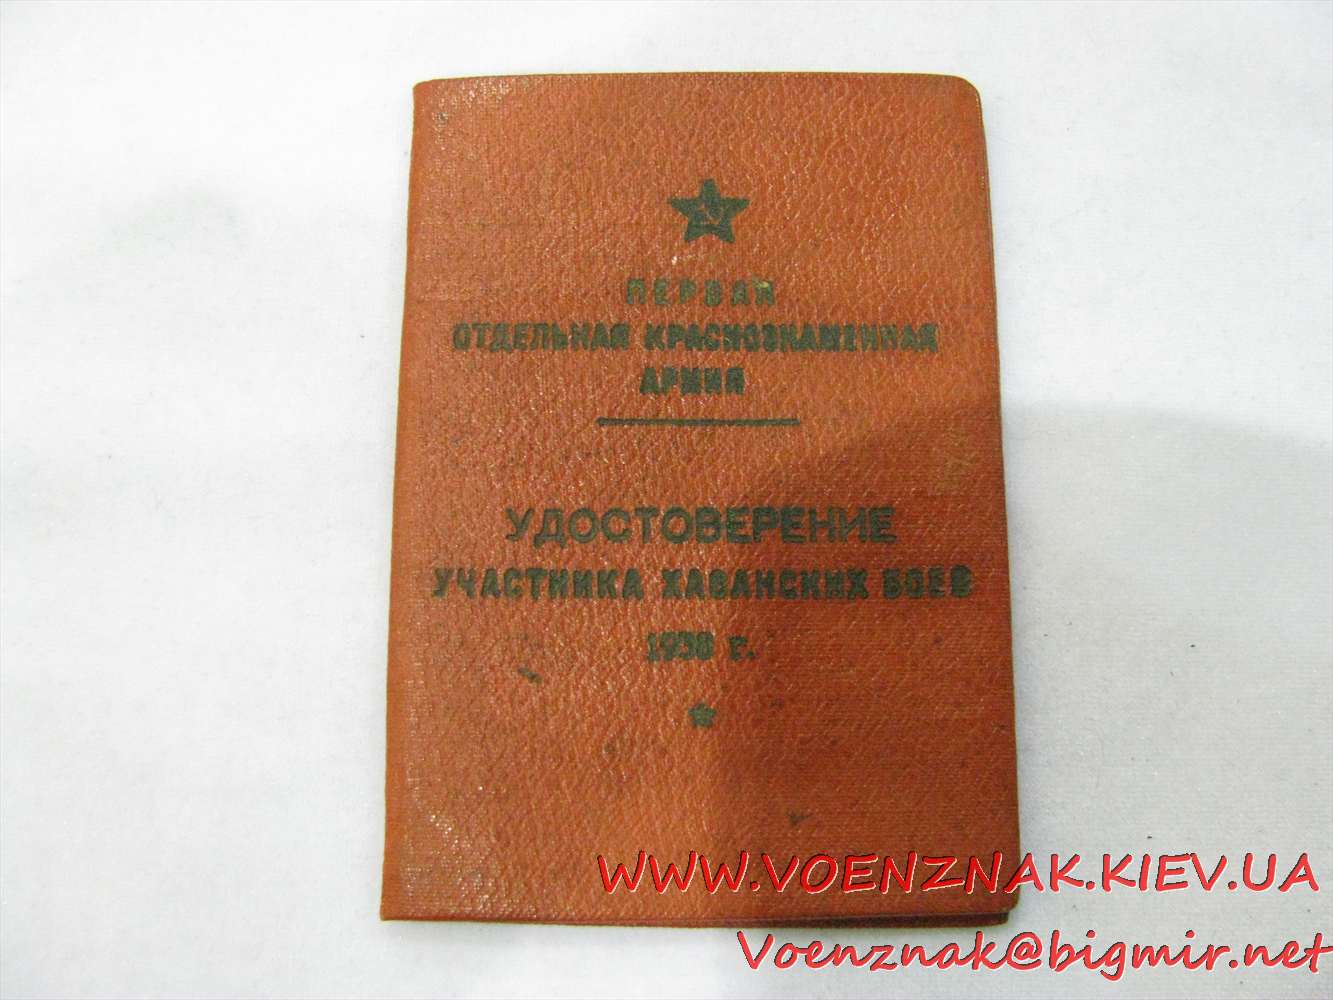 ПЕРВАЯ
ОТДЕЛЬНАЯ КРАСНОЗНАМЕННАЯ
АРМИЯ
УДОСТОВЕРЕНИЕ
УЧАСТНИКА ХАСАНСКИХ БОЕВ
1938 г.
WWW.VOENZNAK.KIEV.UA
Voenznak@bigmir.net